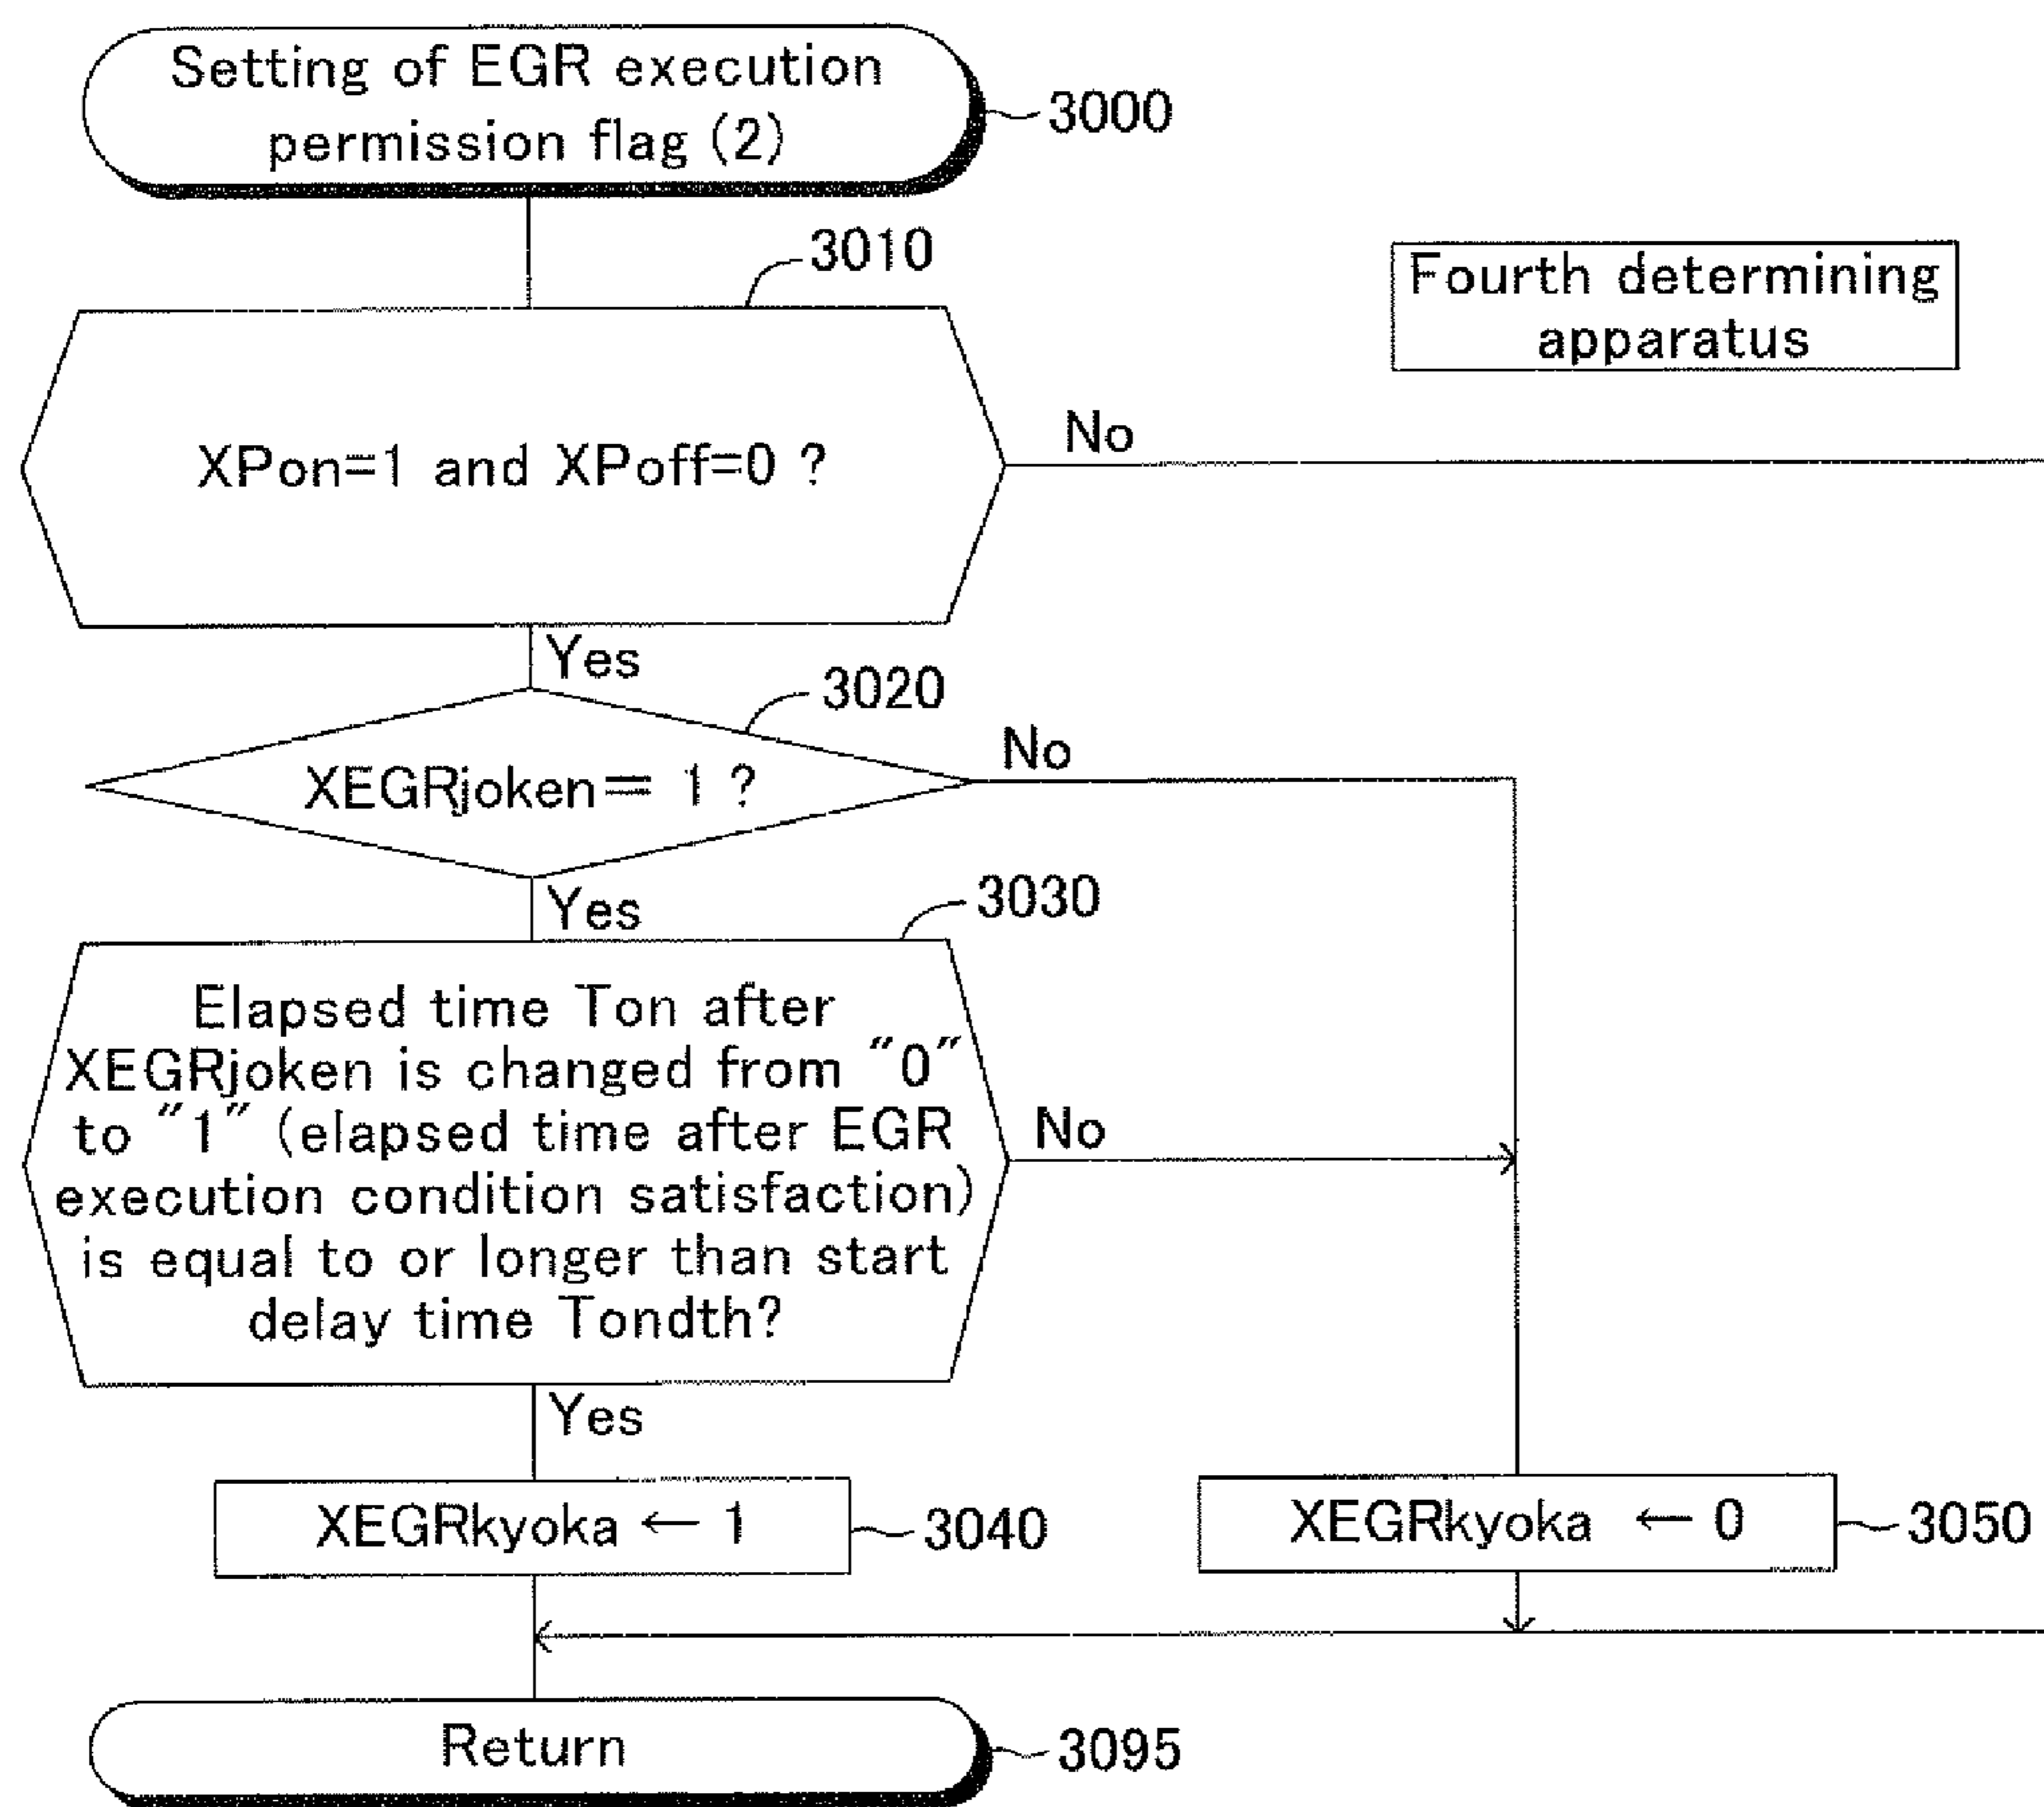 Setting of EGR execution
permission flag (2)
3000
3010
Fourth determining
apparatus
XPon=1 and XPoff=0 ?
No
Yes
3020
XEGRjoken= 1 ?
No
Yes
3030
Elapsed time Ton after
XEGRjoken is changed from "0"
to "1" (elapsed time after EGR
execution condition satisfaction)
is equal to or longer than start
delay time Tondth?
No
Yes
XEGRkyoka ← 1
3040
XEGRkyoka ← 0
3050
Return
3095